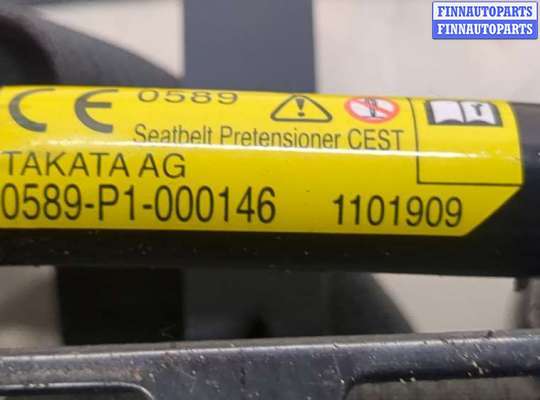 FINNAUTOPARTS
FINNAUTOPARTS
CE 0589
Seatbelt Pretensioner CEST
TAKATA AG
0589-P1-000146 1101909